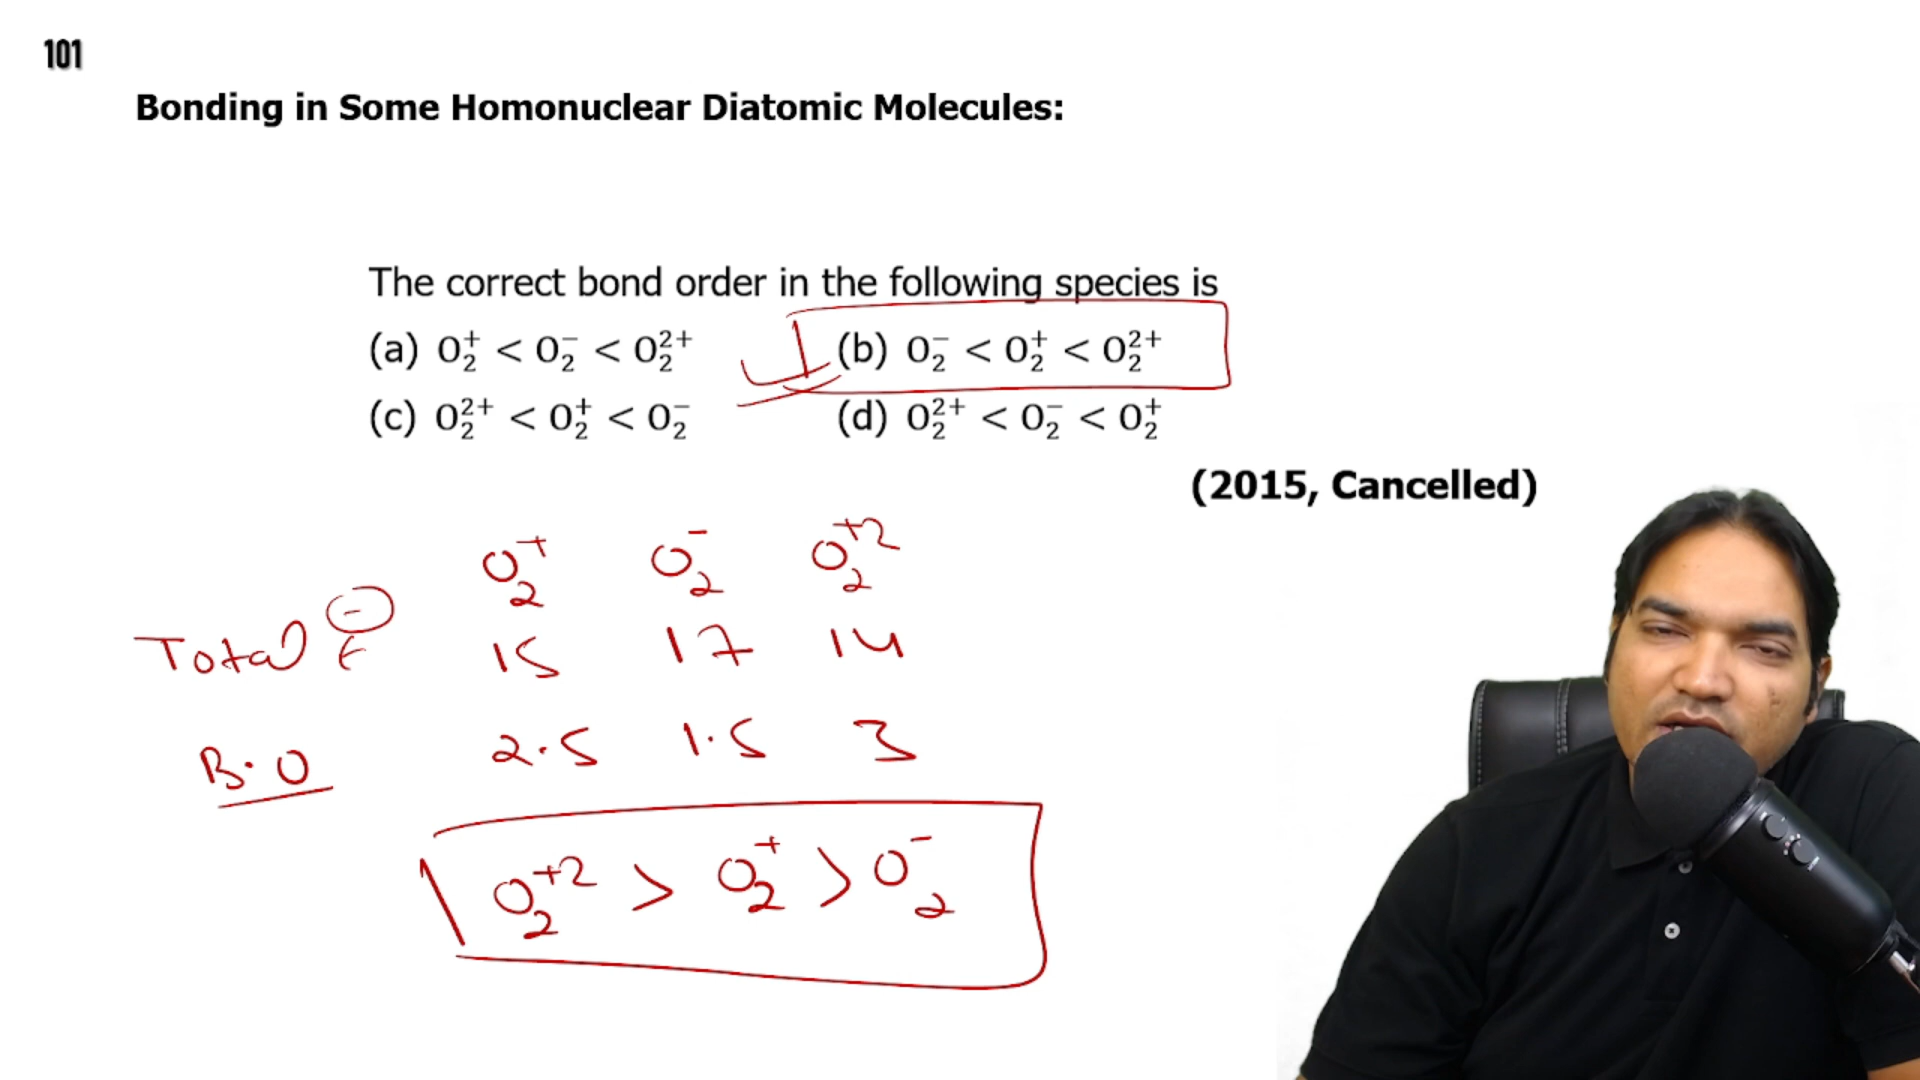 101
Bonding in Some Homonuclear Diatomic Molecules:
The correct bond order in the following species is
(a) O₂⁺ < O₂⁻ < O₂²⁺ (b) O₂⁻ < O₂⁺ < O₂²⁺
(c) O₂²⁺ < O₂⁺ < O₂⁻ (d) O₂²⁺ < O₂⁻ < O₂⁺
(2015, Cancelled)
O₂⁺ O₂⁻ O₂⁺²
Total e⁻ 15 17 14
B.O 2.5 1.5 3
O₂⁺² > O₂⁺ > O₂⁻